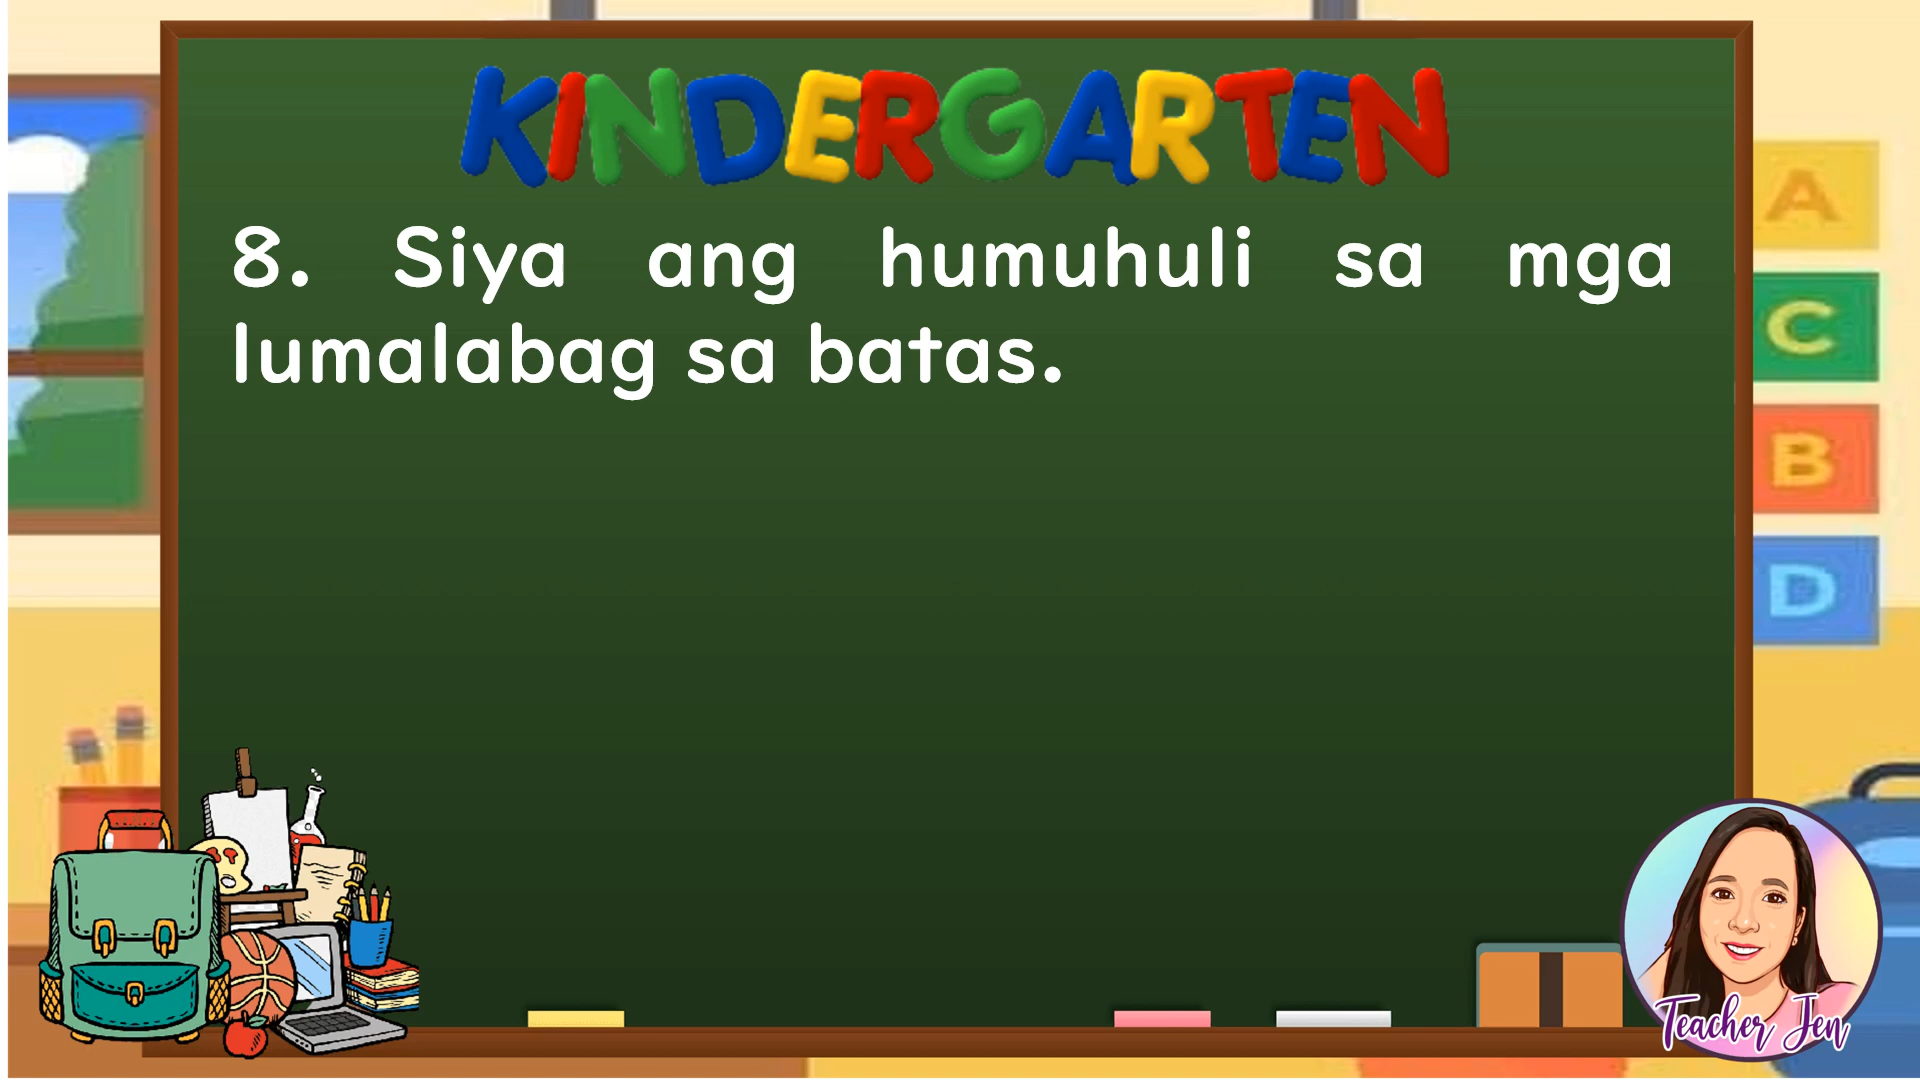 KINDERGARTEN
8. Siya ang humuhuli sa mga
lumalabag sa batas.
A
C
B
D
Teacher Jen